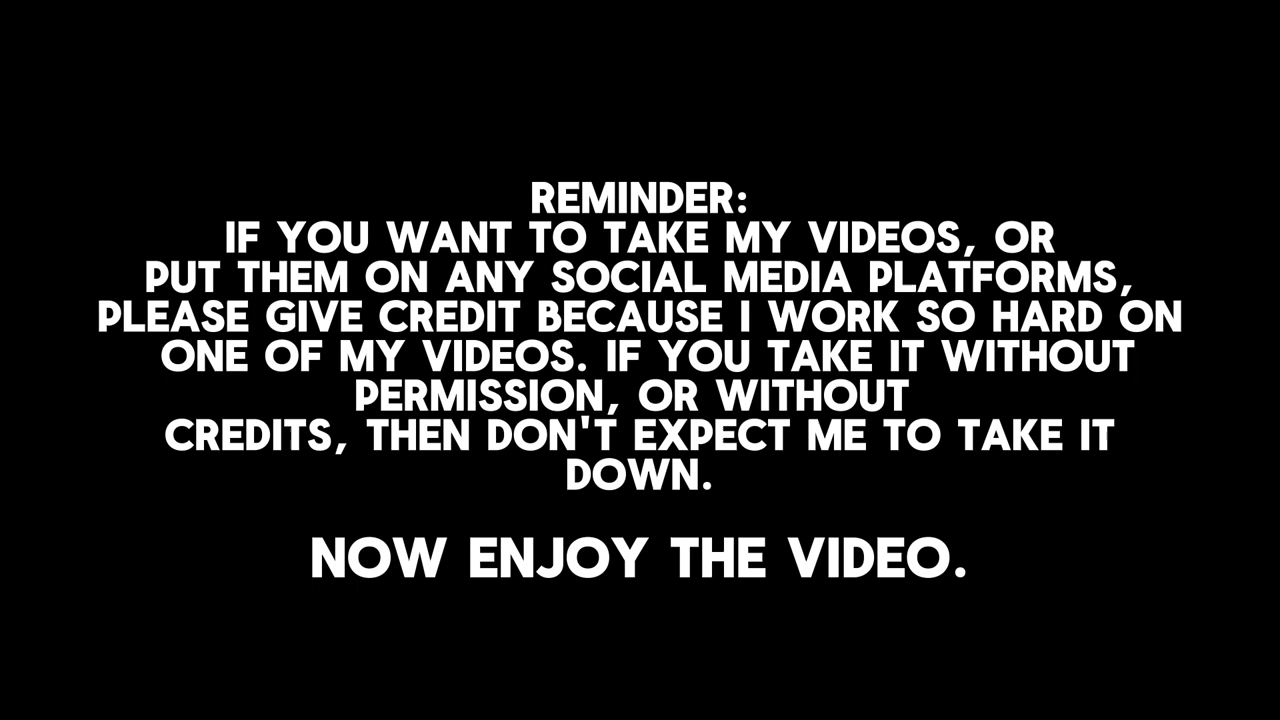 REMINDER:
IF YOU WANT TO TAKE MY VIDEOS, OR
PUT THEM ON ANY SOCIAL MEDIA PLATFORMS,
PLEASE GIVE CREDIT BECAUSE I WORK SO HARD ON
ONE OF MY VIDEOS. IF YOU TAKE IT WITHOUT
PERMISSION, OR WITHOUT
CREDITS, THEN DON'T EXPECT ME TO TAKE IT
DOWN.
NOW ENJOY THE VIDEO.